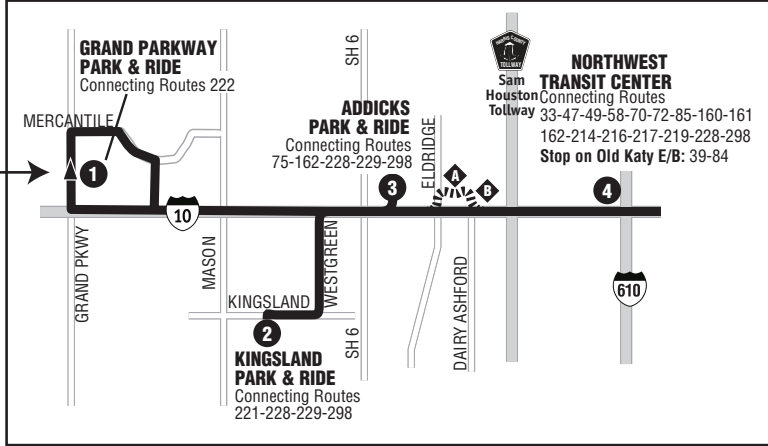 GRAND PARKWAY
PARK & RIDE
Connecting Routes 222
MERCANTILE
1
10
GRAND PKWY
MASON
KINGSLAND
WESTGREEN
2
KINGSLAND
PARK & RIDE
Connecting Routes
221-228-229-298
SH 6
SH 6
ADDICKS
PARK & RIDE
Connecting Routes
75-162-228-229-298
3
ELDRIDGE
A
B
DAIRY ASHFORD
HARRIS COUNTY
TOLLWAY
Sam
Houston
Tollway
NORTHWEST
TRANSIT CENTER
Connecting Routes
33-47-49-58-70-72-85-160-161
162-214-216-217-219-228-298
Stop on Old Katy E/B: 39-84
4
610